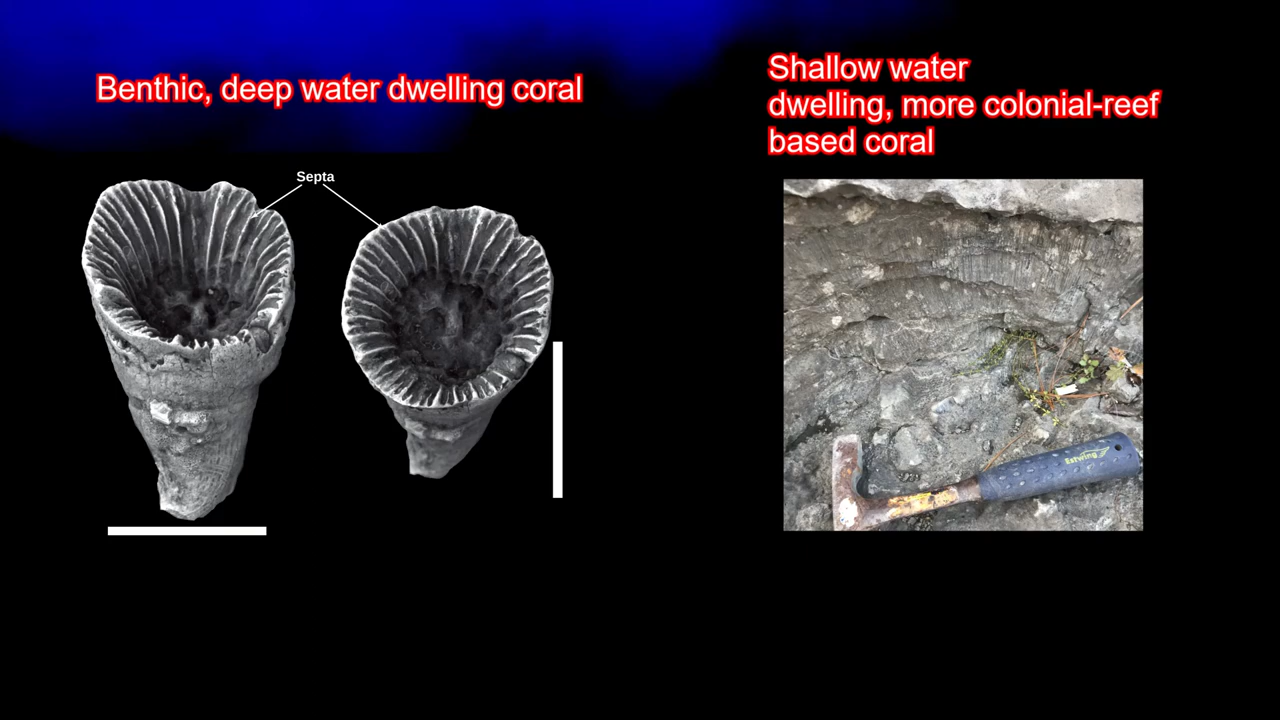 Benthic, deep water dwelling coral
Shallow water
dwelling, more colonial-reef
based coral
Septa
Estwing